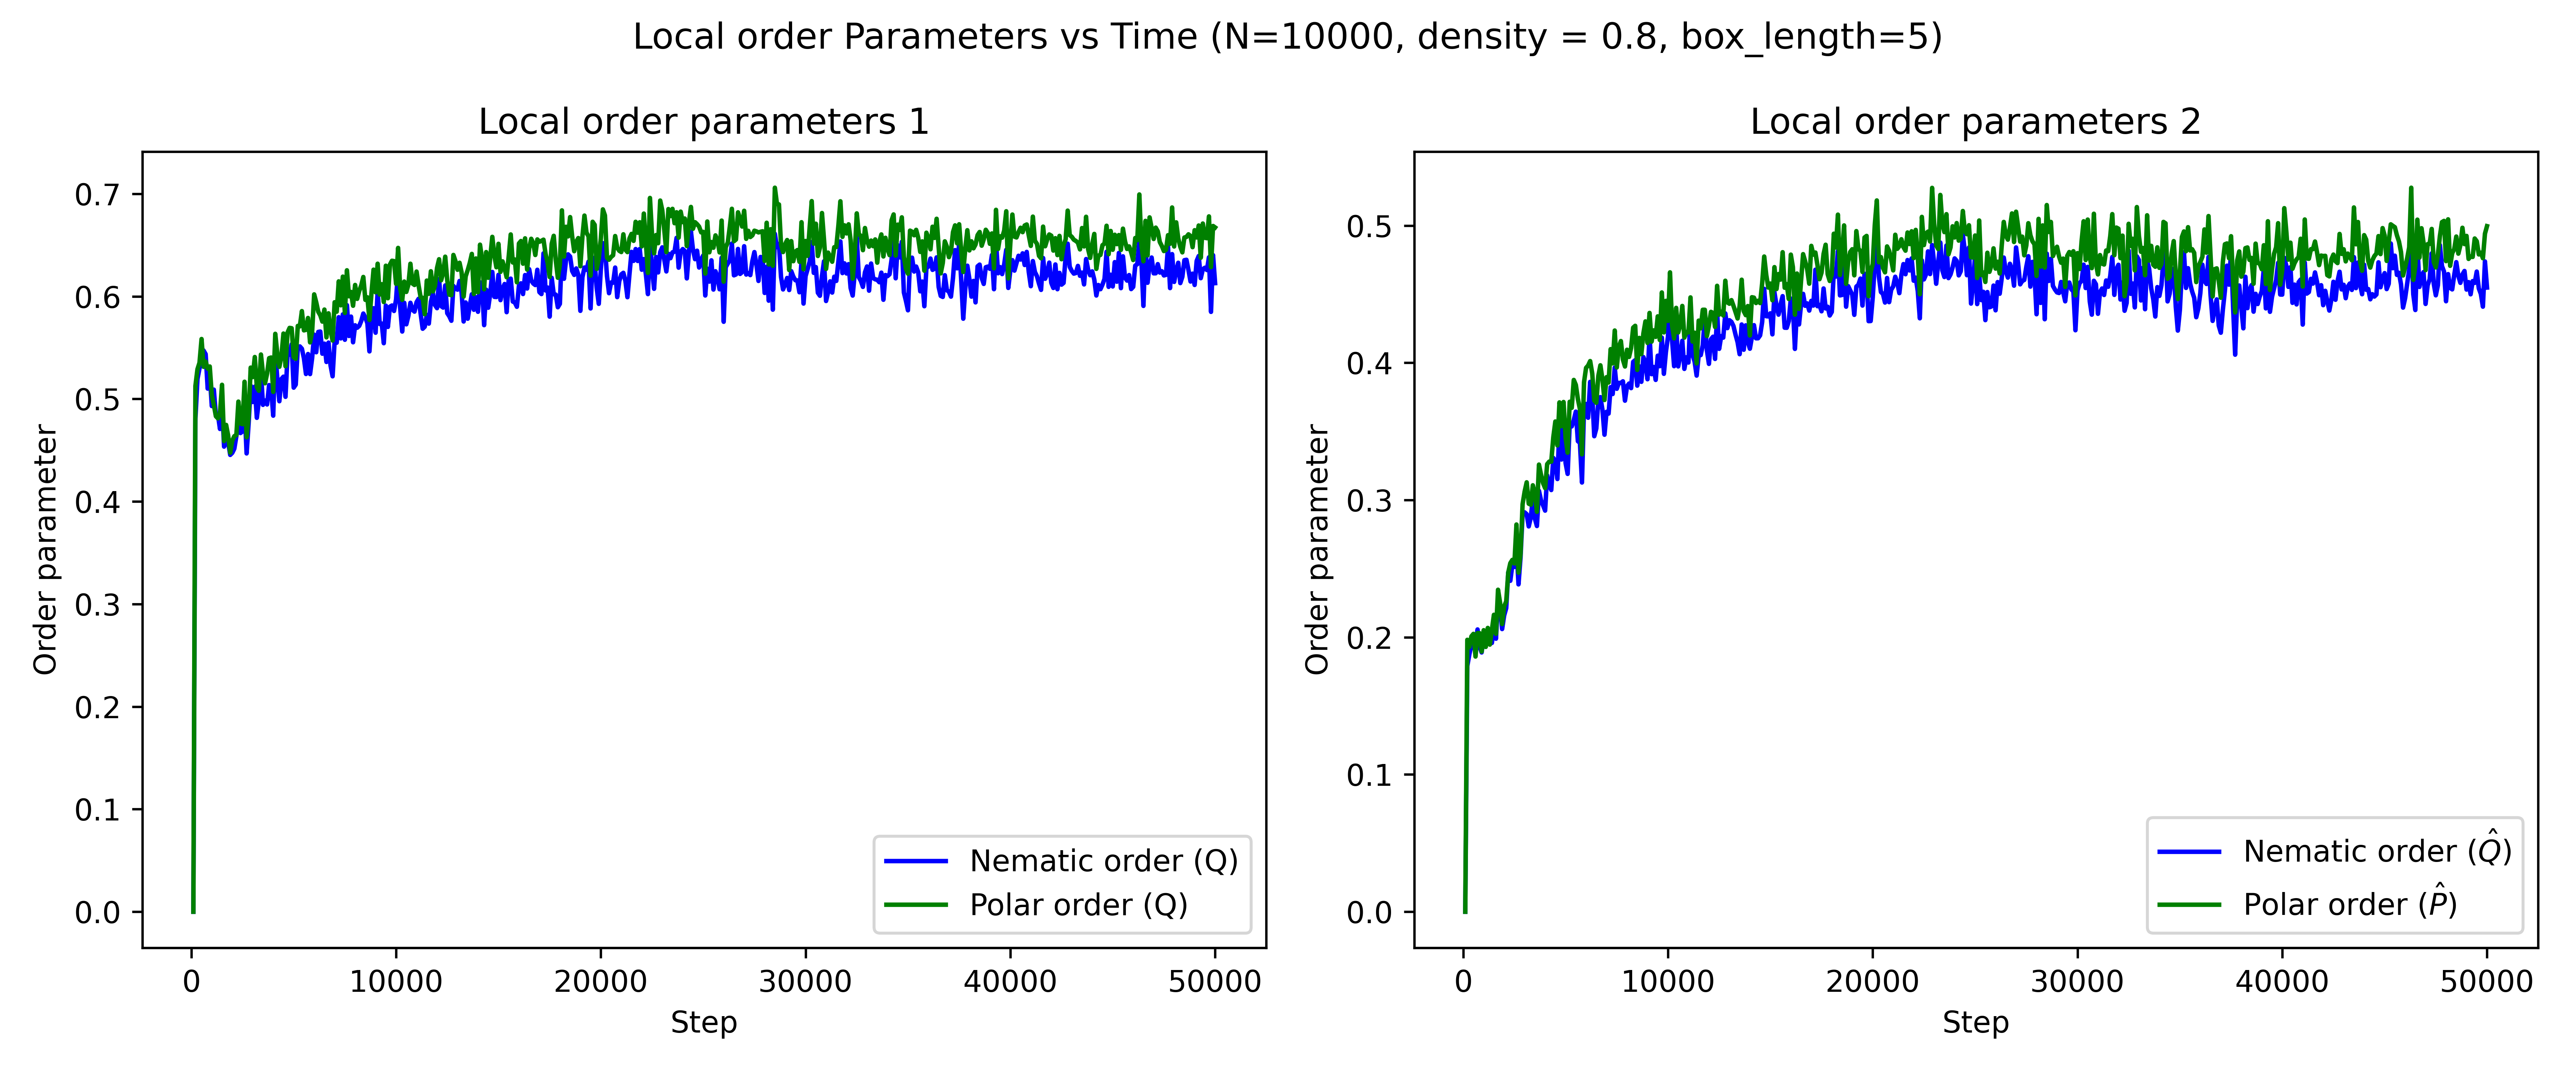 Local order Parameters vs Time (N=10000, density = 0.8, box_length=5)
Local order parameters 1
Order parameter
0.7
0.6
0.5
0.4
0.3
0.2
0.1
0.0
Nematic order (Q)
Polar order (Q)
0 10000 20000 30000 40000 50000
Step
Local order parameters 2
Order parameter
0.5
0.4
0.3
0.2
0.1
0.0
Nematic order (Q̂)
Polar order (P̂)
0 10000 20000 30000 40000 50000
Step